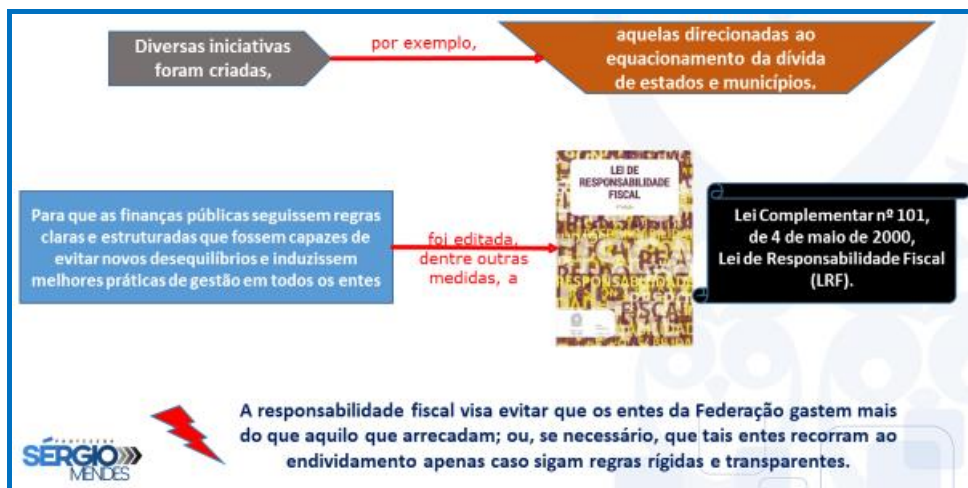 Diversas iniciativas
foram criadas,
por exemplo,
aquelas direcionadas ao
equacionamento da dívida
de estados e municípios.
Para que as finanças públicas seguissem regras
claras e estruturadas que fossem capazes de
evitar novos desequilíbrios e induzissem
melhores práticas de gestão em todos os entes
foi editada,
dentre outras
medidas, a
LEI DE
RESPONSABILIDADE
FISCAL
Lei Complementar nº 101,
de 4 de maio de 2000,
Lei de Responsabilidade Fiscal
(LRF).
A responsabilidade fiscal visa evitar que os entes da Federação gastem mais
do que aquilo que arrecadam; ou, se necessário, que tais entes recorram ao
endividamento apenas caso sigam regras rígidas e transparentes.
PROFESSOR
SÉRGIO
MENDES